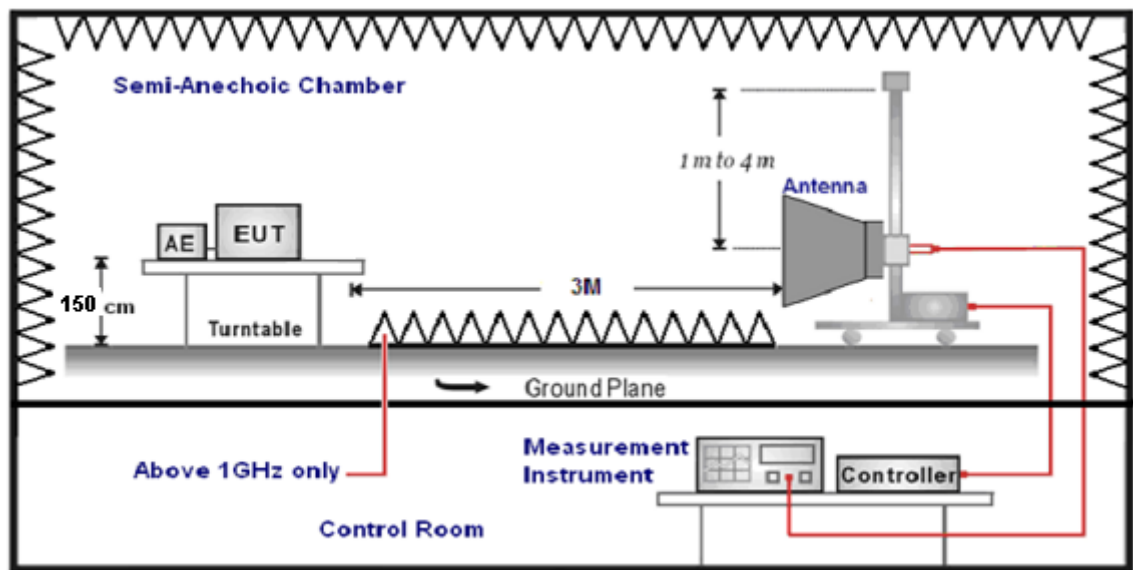 Semi-Anechoic Chamber
1 m to 4 m
Antenna
AE
EUT
150 cm
3M
Turntable
Ground Plane
Above 1GHz only
Measurement
Instrument
Controller
Control Room